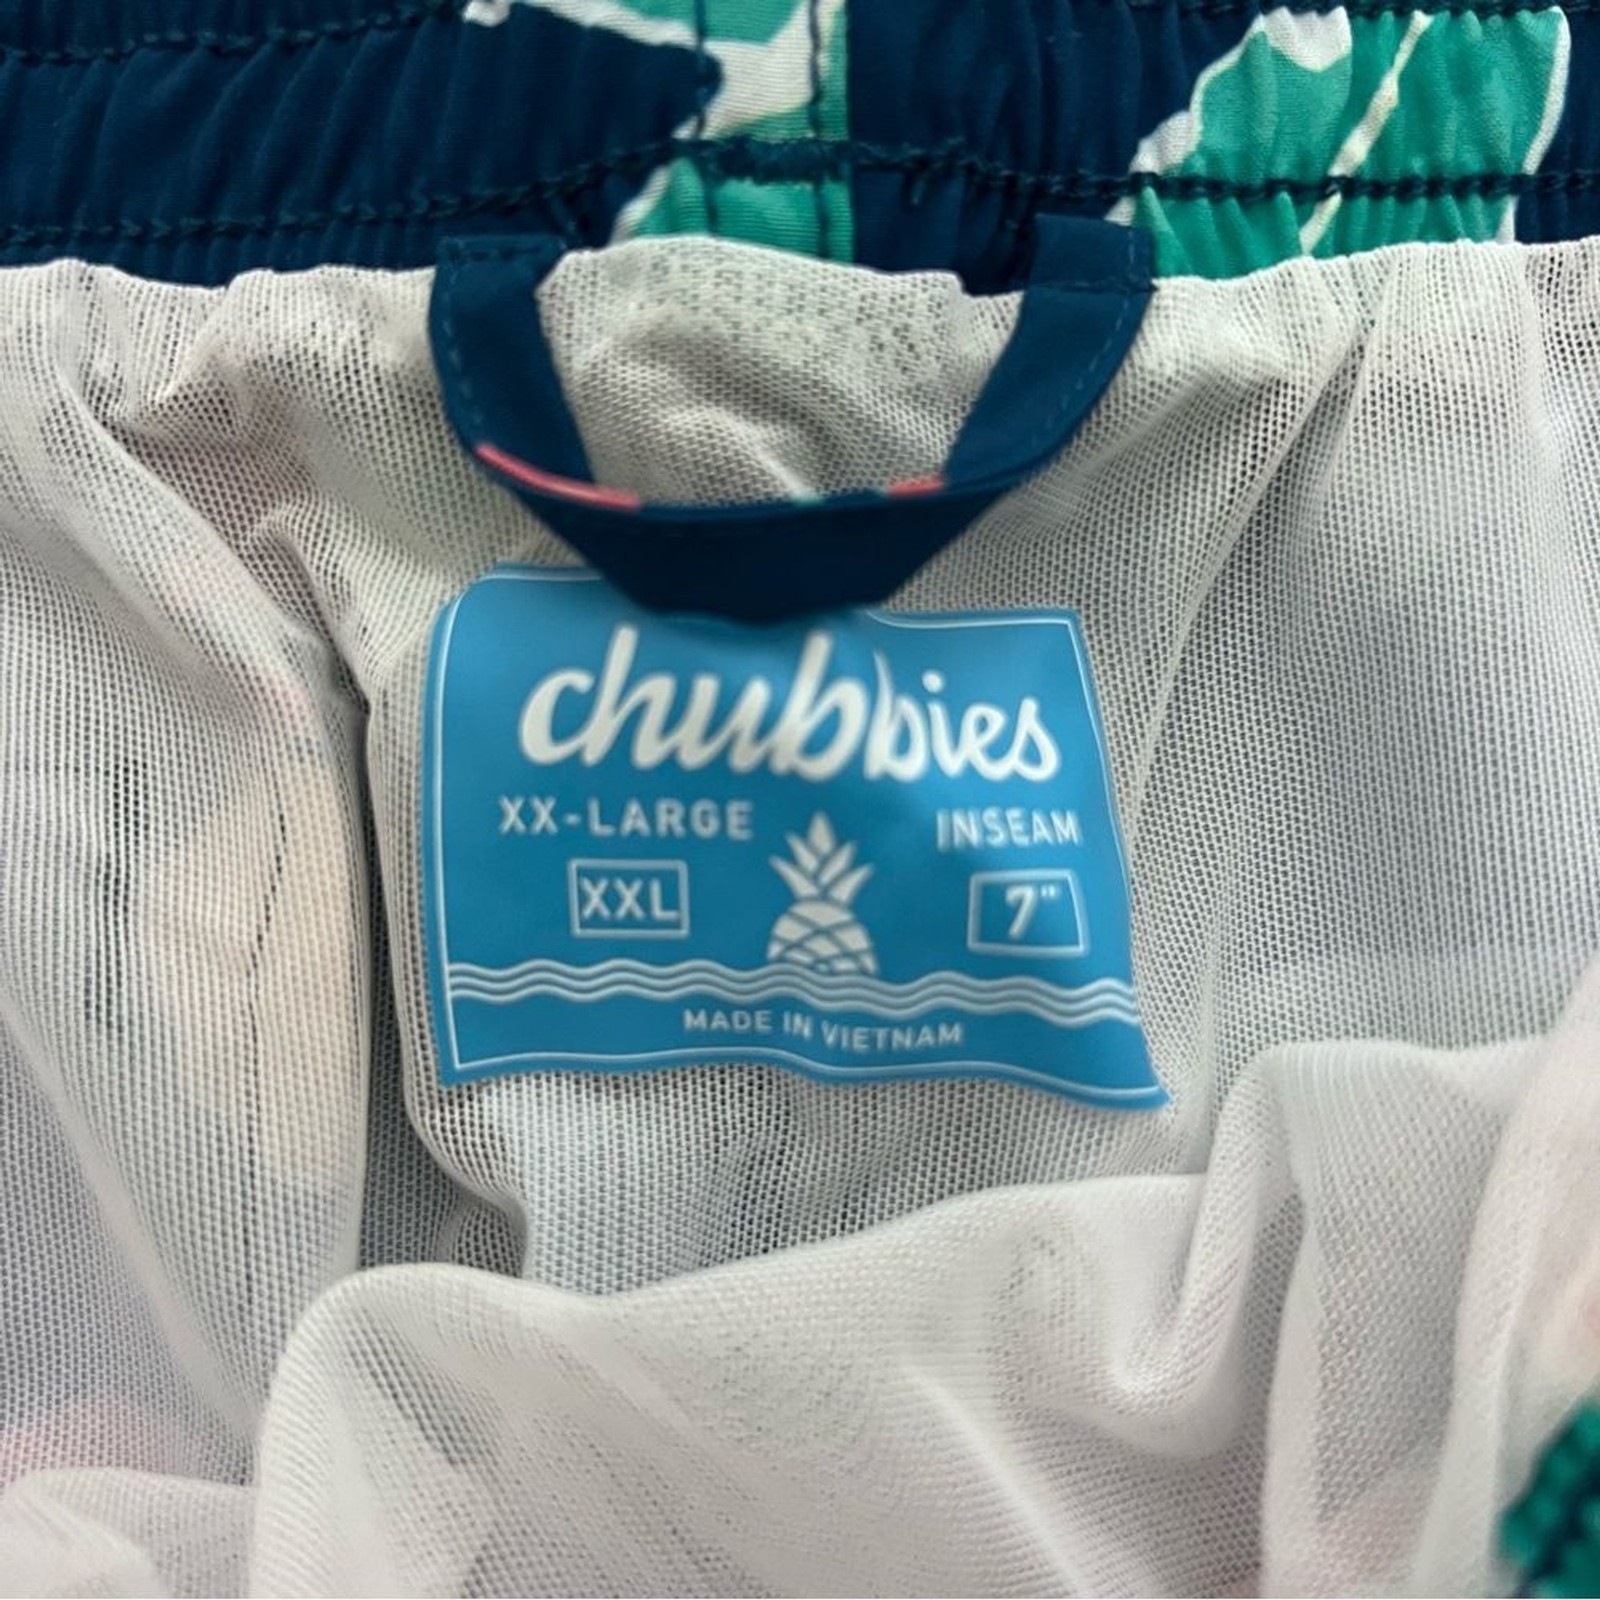 chubbies
XX-LARGE INSEAM
XXL 7"
MADE IN VIETNAM